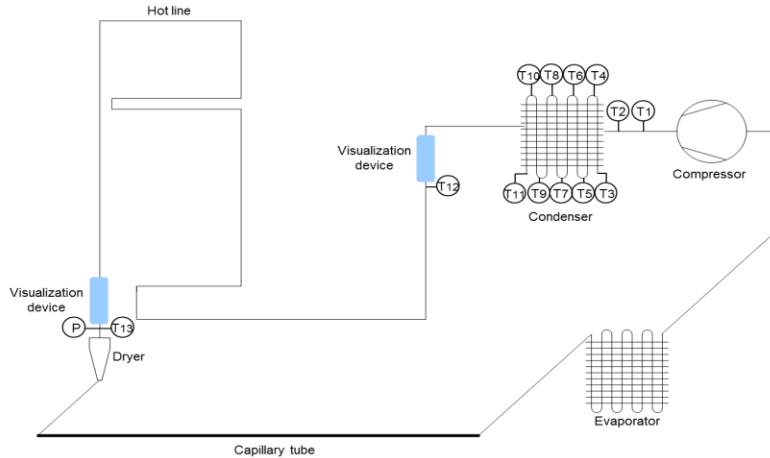 Hot line
T10 T8 T6 T4
T2 T1
Visualization
device
Compressor
T12
T11 T9 T7 T5 T3
Condenser
Visualization
device
P T13
Dryer
Evaporator
Capillary tube